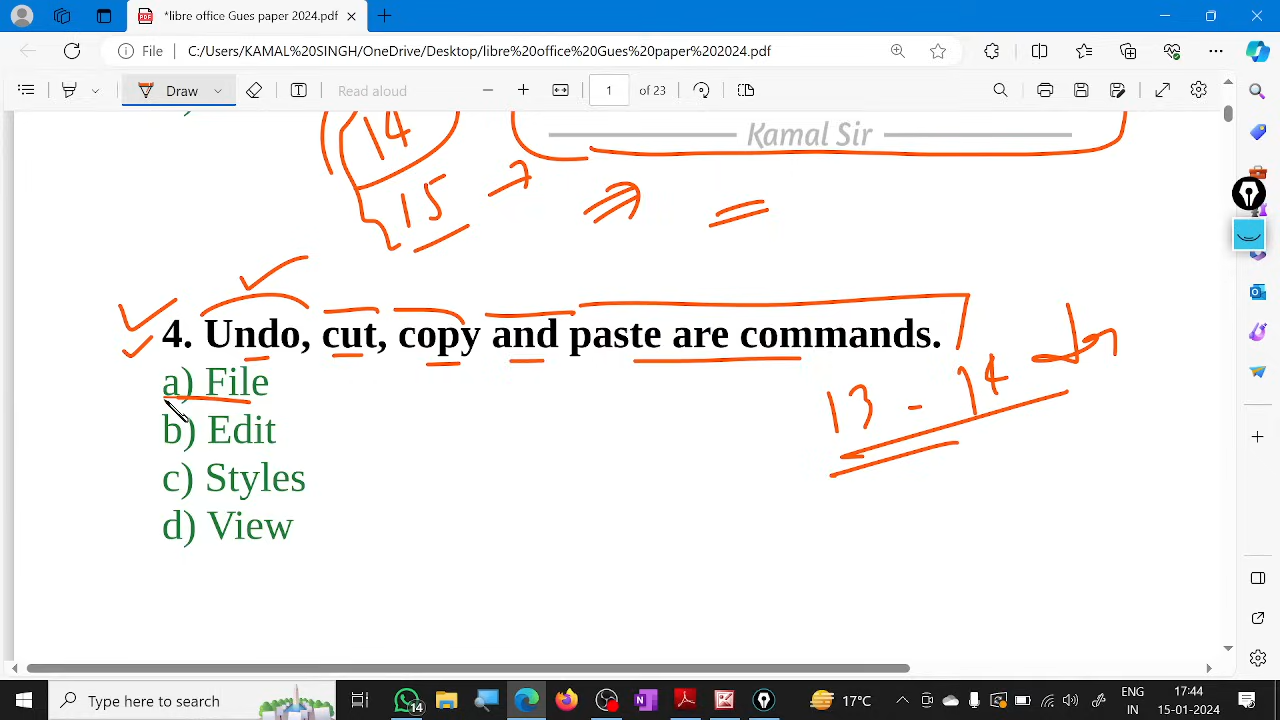 *libre office Gues paper 2024.pdf
File
C:/Users/KAMAL%20SINGH/OneDrive/Desktop/libre%20office%20Gues%20paper%202024.pdf
Draw
Read aloud
1
of 23
14
Kamal Sir
15
4. Undo, cut, copy and paste are commands.
a) File
13 - 14
b) Edit
c) Styles
d) View
Type here to search
14
17°C
ENG
IN
17:44
15-01-2024